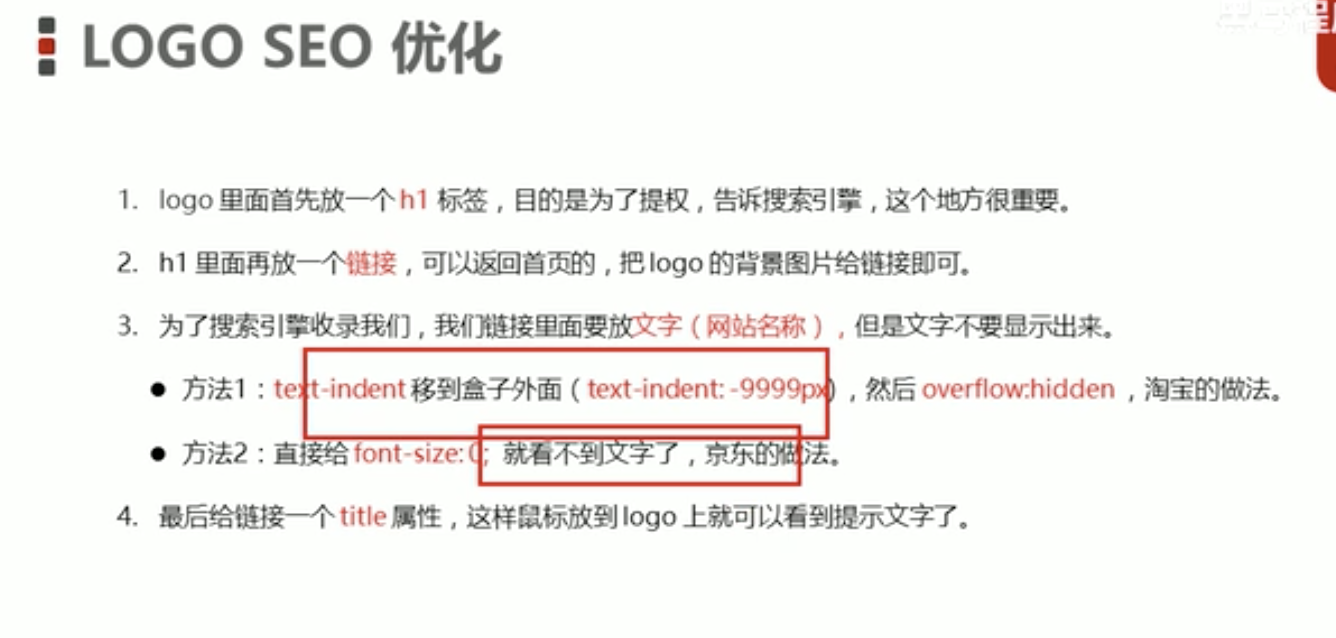 LOGO SEO 优化
1. logo 里面首先放一个 h1 标签，目的是为了提权，告诉搜索引擎，这个地方很重要。
2. h1 里面再放一个链接，可以返回首页的，把 logo 的背景图片给链接即可。
3. 为了搜索引擎收录我们，我们链接里面要放文字（网站名称），但是文字不要显示出来。
● 方法1：text-indent 移到盒子外面（text-indent: -9999px)，然后 overflow:hidden ，淘宝的做法。
● 方法2：直接给 font-size: 0; 就看不到文字了，京东的做法。
4. 最后给链接一个 title 属性，这样鼠标放到 logo 上就可以看到提示文字了。